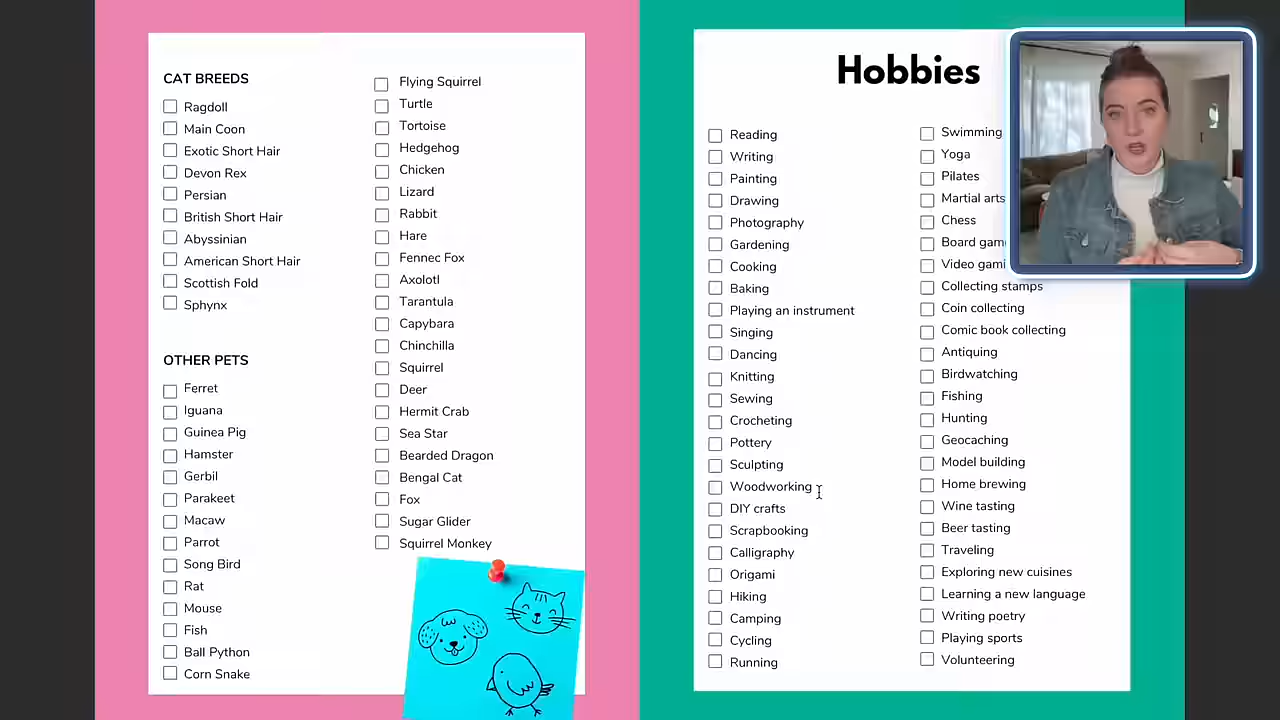 CAT BREEDS
Ragdoll
Main Coon
Exotic Short Hair
Devon Rex
Persian
British Short Hair
Abyssinian
American Short Hair
Scottish Fold
Sphynx
OTHER PETS
Ferret
Iguana
Guinea Pig
Hamster
Gerbil
Parakeet
Macaw
Parrot
Song Bird
Rat
Mouse
Fish
Ball Python
Corn Snake
Flying Squirrel
Turtle
Tortoise
Hedgehog
Chicken
Lizard
Rabbit
Hare
Fennec Fox
Axolotl
Tarantula
Capybara
Chinchilla
Squirrel
Deer
Hermit Crab
Sea Star
Bearded Dragon
Bengal Cat
Fox
Sugar Glider
Squirrel Monkey
Hobbies
Reading
Writing
Painting
Drawing
Photography
Gardening
Cooking
Baking
Playing an instrument
Singing
Dancing
Knitting
Sewing
Crocheting
Pottery
Sculpting
Woodworking
DIY crafts
Scrapbooking
Calligraphy
Origami
Hiking
Camping
Cycling
Running
Swimming
Yoga
Pilates
Martial arts
Chess
Board gam
Video gami
Collecting stamps
Coin collecting
Comic book collecting
Antiquing
Birdwatching
Fishing
Hunting
Geocaching
Model building
Home brewing
Wine tasting
Beer tasting
Traveling
Exploring new cuisines
Learning a new language
Writing poetry
Playing sports
Volunteering